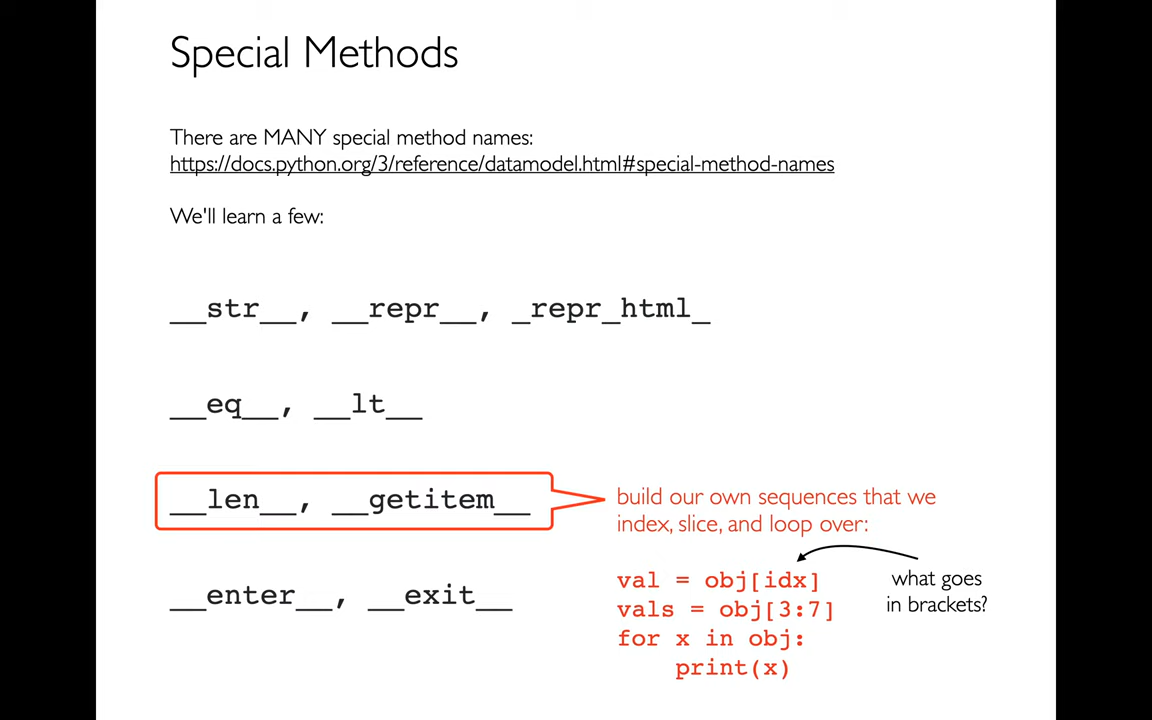 Special Methods
There are MANY special method names:
https://docs.python.org/3/reference/datamodel.html#special-method-names
We'll learn a few:
__str__, __repr__, _repr_html_
__eq__, __lt__
__len__, __getitem__
build our own sequences that we
index, slice, and loop over:
val = obj[idx]
vals = obj[3:7]
for x in obj:
    print(x)
what goes
in brackets?
__enter__, __exit__